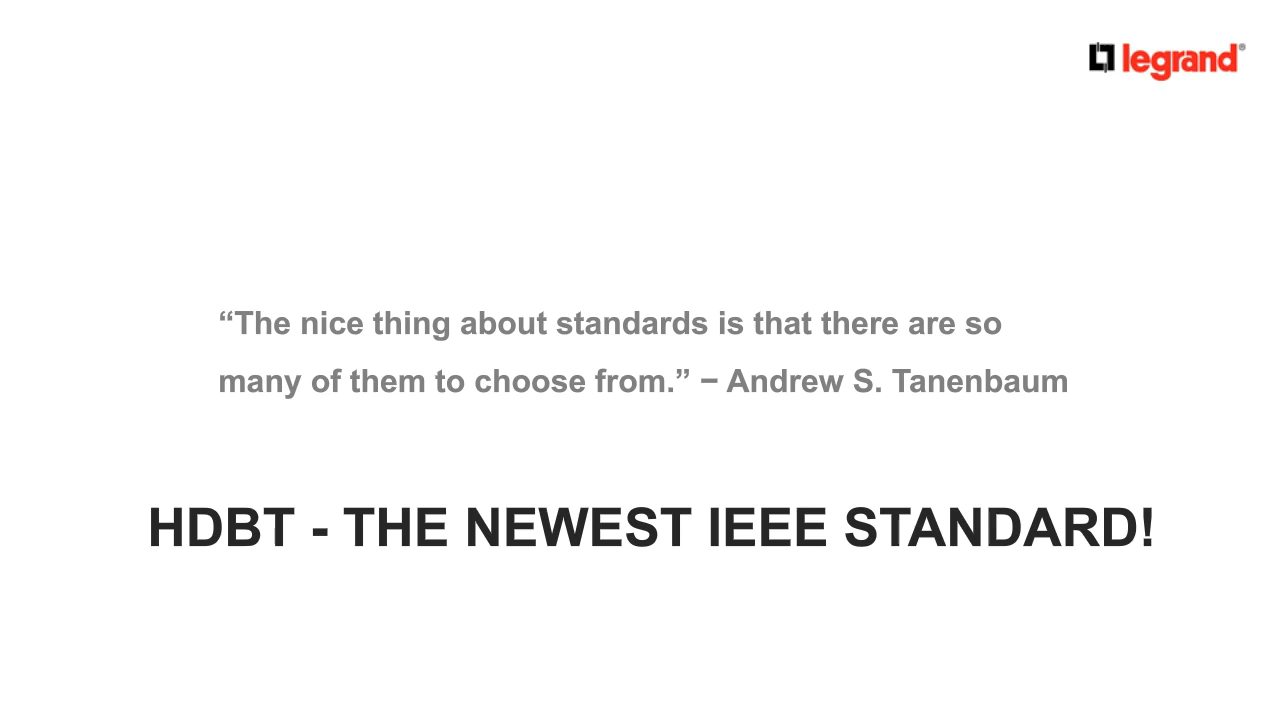 legrand®
“The nice thing about standards is that there are so
many of them to choose from.” − Andrew S. Tanenbaum
HDBT - THE NEWEST IEEE STANDARD!